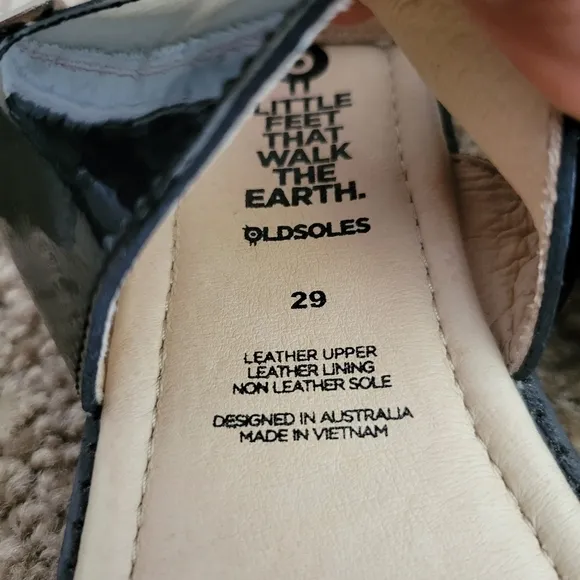 LITTLE
FEET
THAT
WALK
THE
EARTH.
OLDSOLES
29
LEATHER UPPER
LEATHER LINING
NON LEATHER SOLE
DESIGNED IN AUSTRALIA
MADE IN VIETNAM